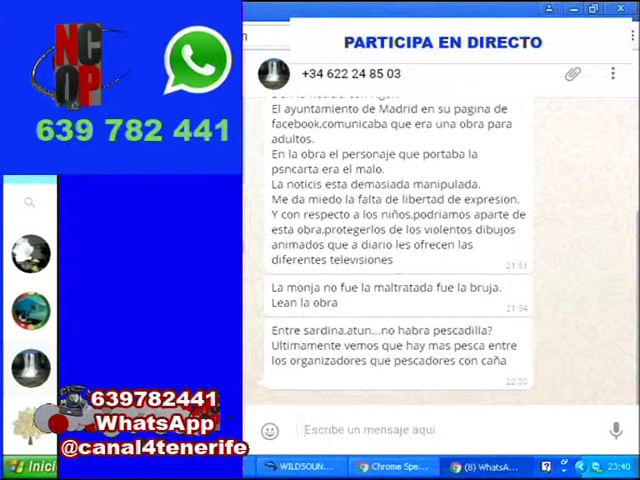 NC
OP
639 782 441
PARTICIPA EN DIRECTO
+34 622 24 85 03
El ayuntamiento de Madrid en su pagina de
facebook,comunicaba que era una obra para
adultos.
En la obra el personaje que portaba la
psncarta era el malo.
La noticis esta demasiada manipulada.
Me da miedo la falta de libertad de expresion.
Y con respecto a los niños,podriamos aparte de
esta obra,protegerlos de los violentos dibujos
animados que a diario les ofrecen las
diferentes televisiones
21:51
La monja no fue la maltratada fue la bruja.
Lean la obra
21:54
Entre sardina,atun...no habra pescadilla?
Ultimamente vemos que hay mas pesca entre
los organizadores que pescadores con caña
22:00
639782441
WhatsApp
@canal4tenerife
Escribe un mensaje aquí
Inici
WILDSOUN...
Chrome Spe...
(8) WhatsA...
23:40